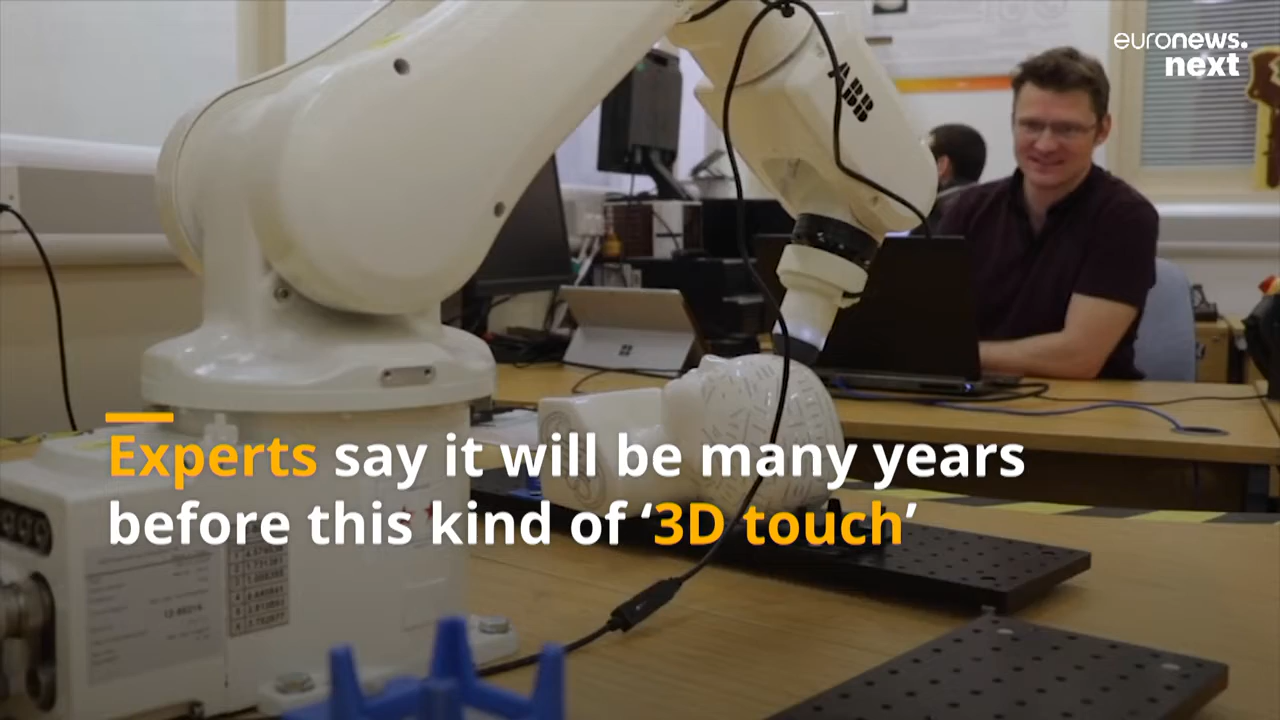 euronews.
next
ABB
Experts say it will be many years
before this kind of ‘3D touch’